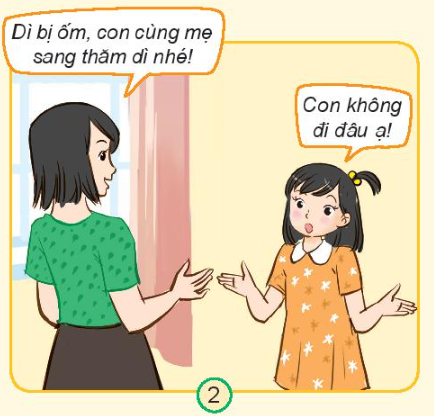 Dì bị ốm, con cùng mẹ
sang thăm dì nhé!
Con không
đi đâu ạ!
2